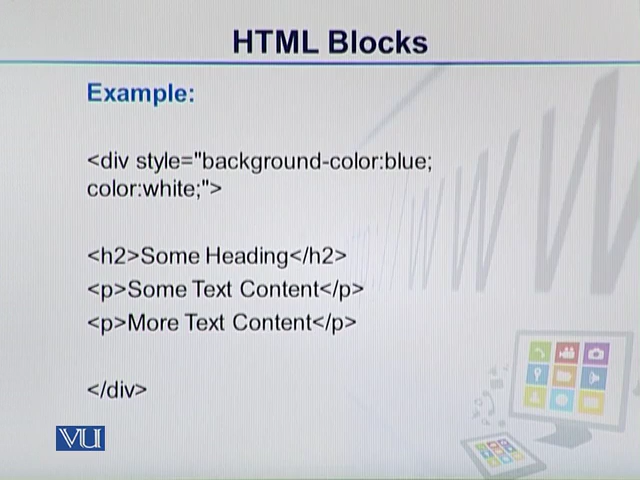 HTML Blocks
Example:
<div style="background-color:blue;
color:white;">
<h2>Some Heading</h2>
<p>Some Text Content</p>
<p>More Text Content</p>
</div>
VU